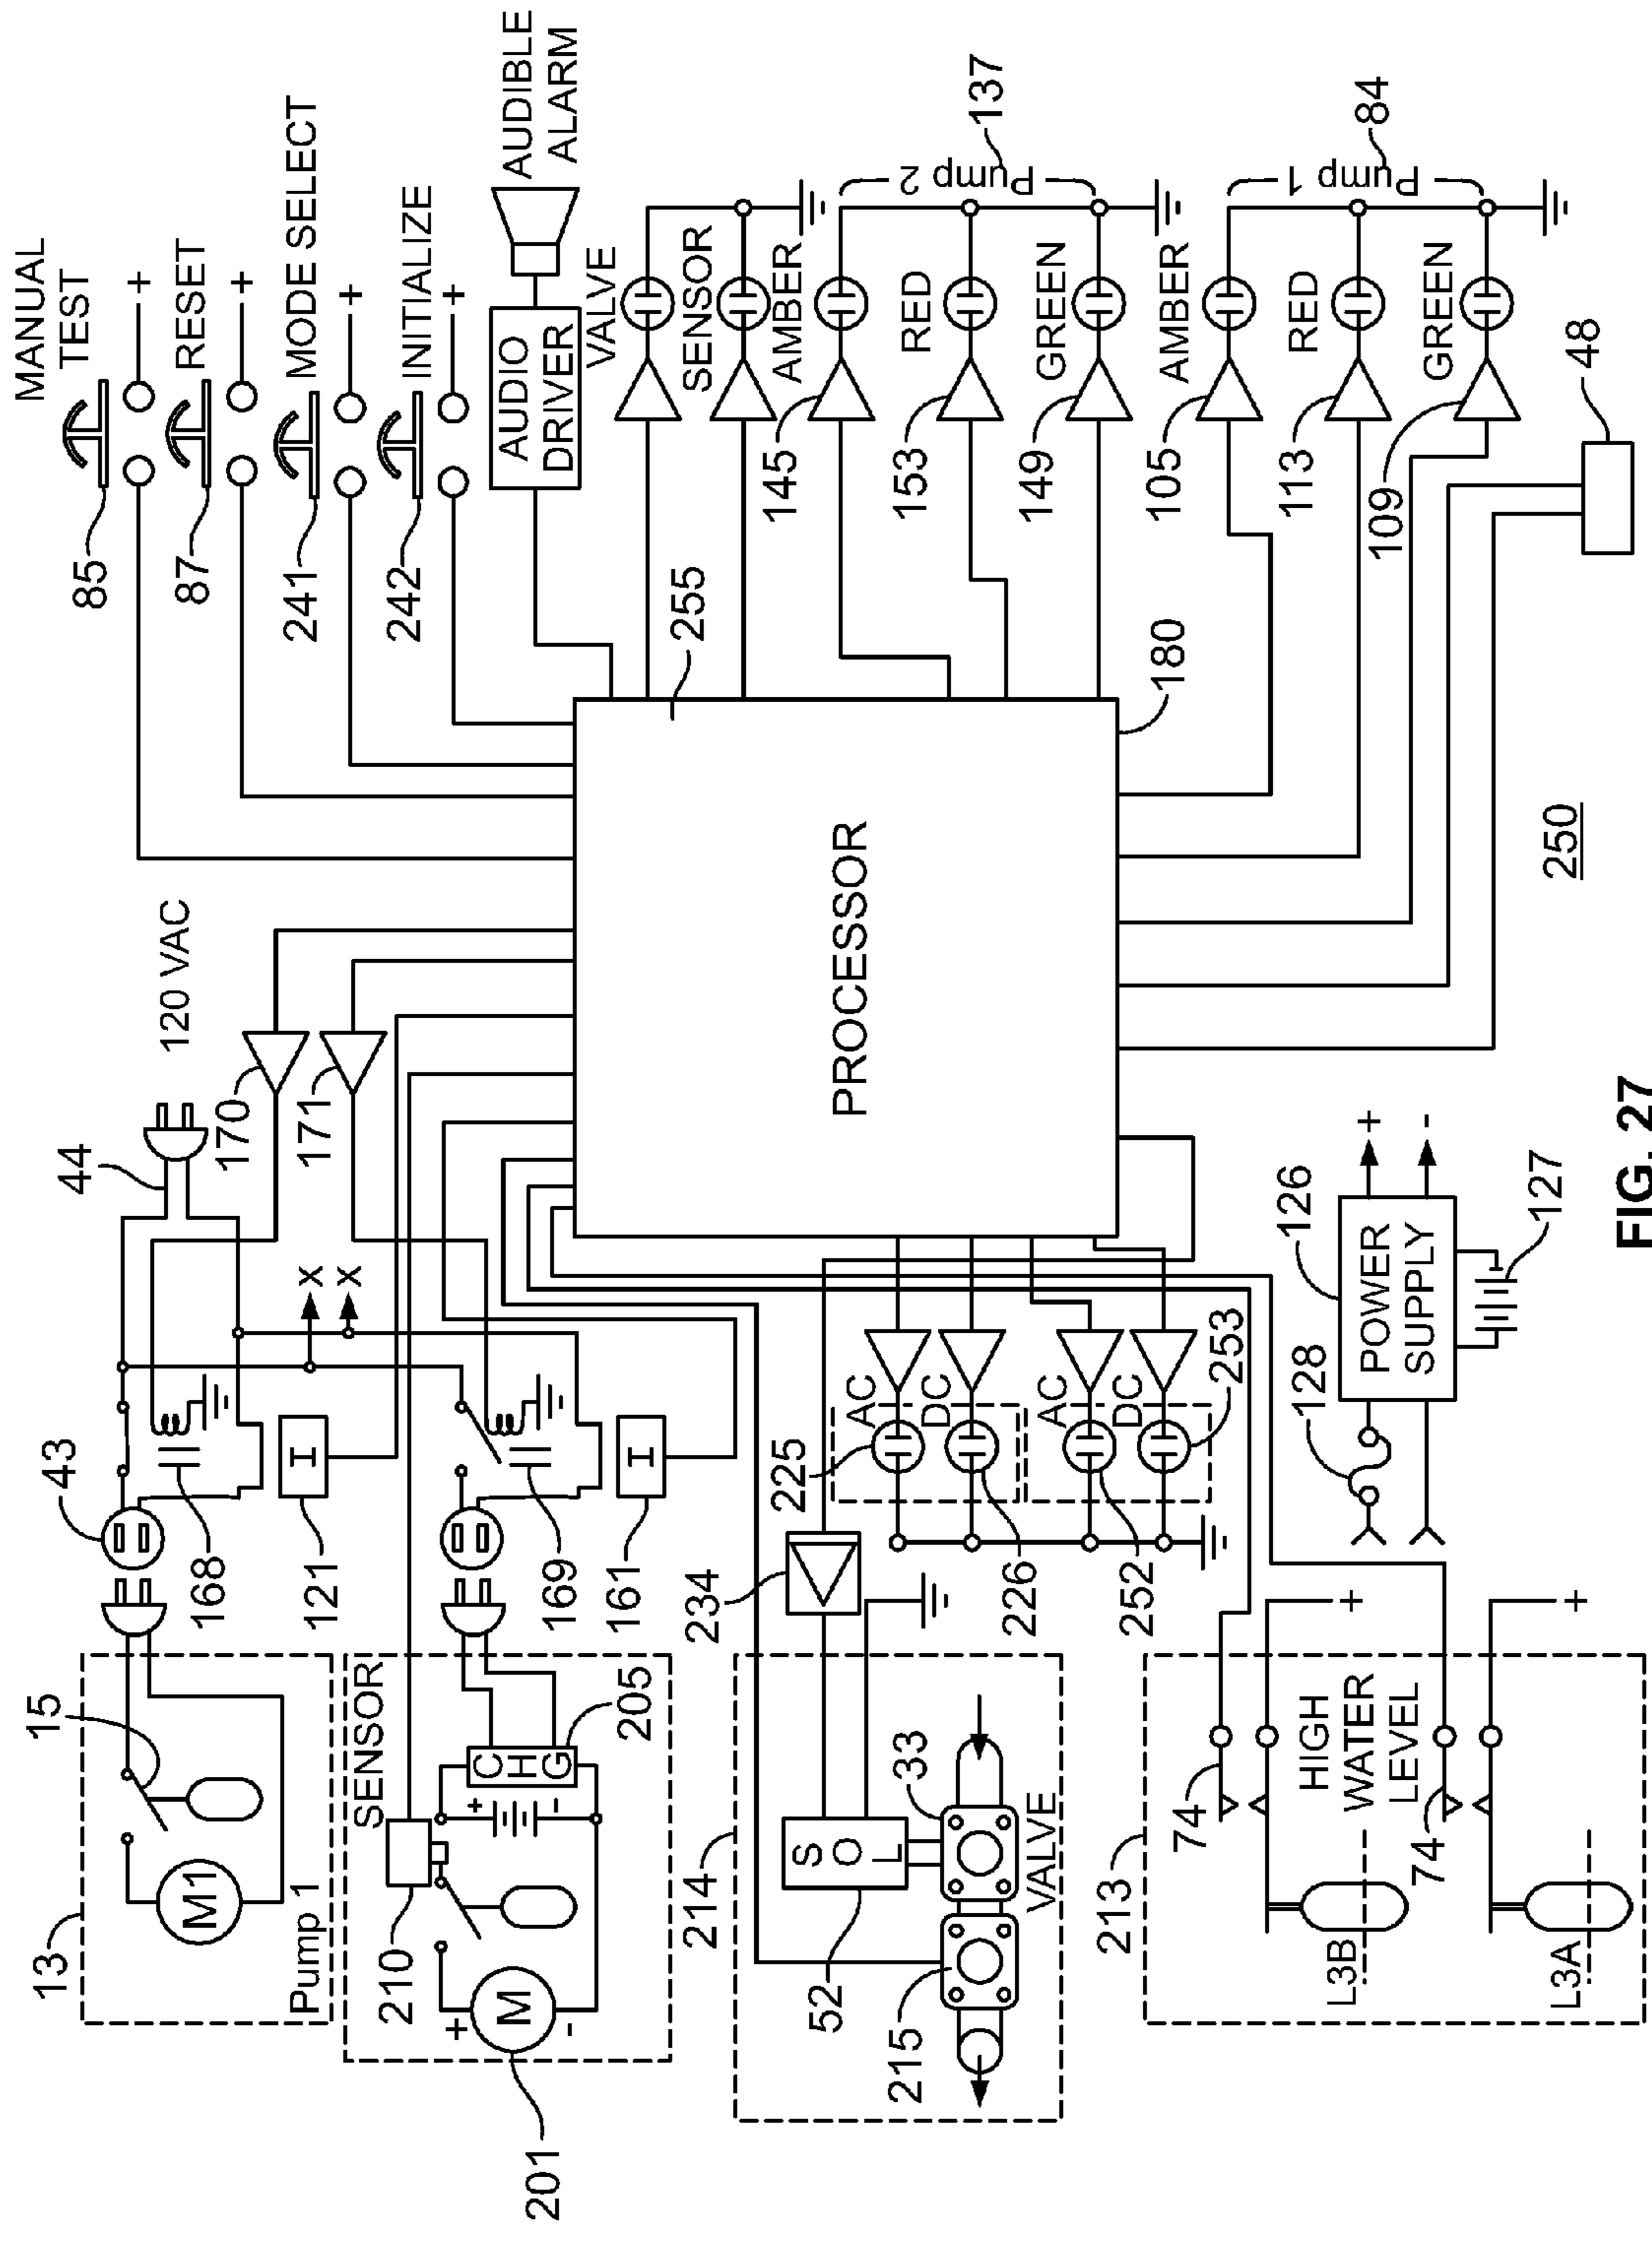 MANUAL
TEST
+
85
RESET
+
87
MODE SELECT
+
241
INITIALIZE
+
242
AUDIO
DRIVER
AUDIBLE
ALARM
VALVE
SENSOR
AMBER
145
RED
153
GREEN
149
Pump 2
137
AMBER
105
RED
113
GREEN
109
Pump 1
84
48
255
PROCESSOR
180
250
120 VAC
44
170
171
X
X
43
168
121
I
169
161
I
13
15
M1
Pump 1
SENSOR
210
C
H
G
205
+
-
M
+
-
201
234
225
AC
DC
226
AC
DC
252
253
214
S
O
L
52
33
215
VALVE
213
74
HIGH
WATER
LEVEL
74
+
+
L3B
L3A
128
126
POWER
SUPPLY
+
-
127
FIG. 27